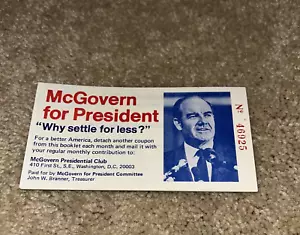 McGovern
for President
"Why settle for less?"
For a better America, detach another coupon
from this booklet each month and mail it with
your regular monthly contribution to:
McGovern Presidential Club
410 First St., S.E., Washington, D.C. 20003
Paid for by McGovern for President Committee
John W. Branner, Treasurer
Nº 46925